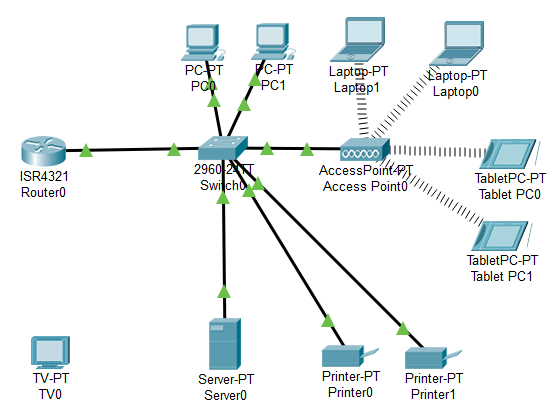 PC-PT
PC0
PC-PT
PC1
Laptop-PT
Laptop1
Laptop-PT
Laptop0
ISR4321
Router0
2960-24TT
Switch0
AccessPoint-PT
Access Point0
TabletPC-PT
Tablet PC0
TabletPC-PT
Tablet PC1
TV-PT
TV0
Server-PT
Server0
Printer-PT
Printer0
Printer-PT
Printer1